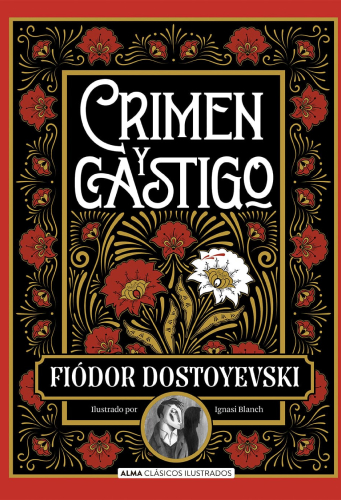 CRIMEN
Y
CASTIGO
FIÓDOR DOSTOYEVSKI
Ilustrado por
Ignasi Blanch
ALMA CLÁSICOS ILUSTRADOS